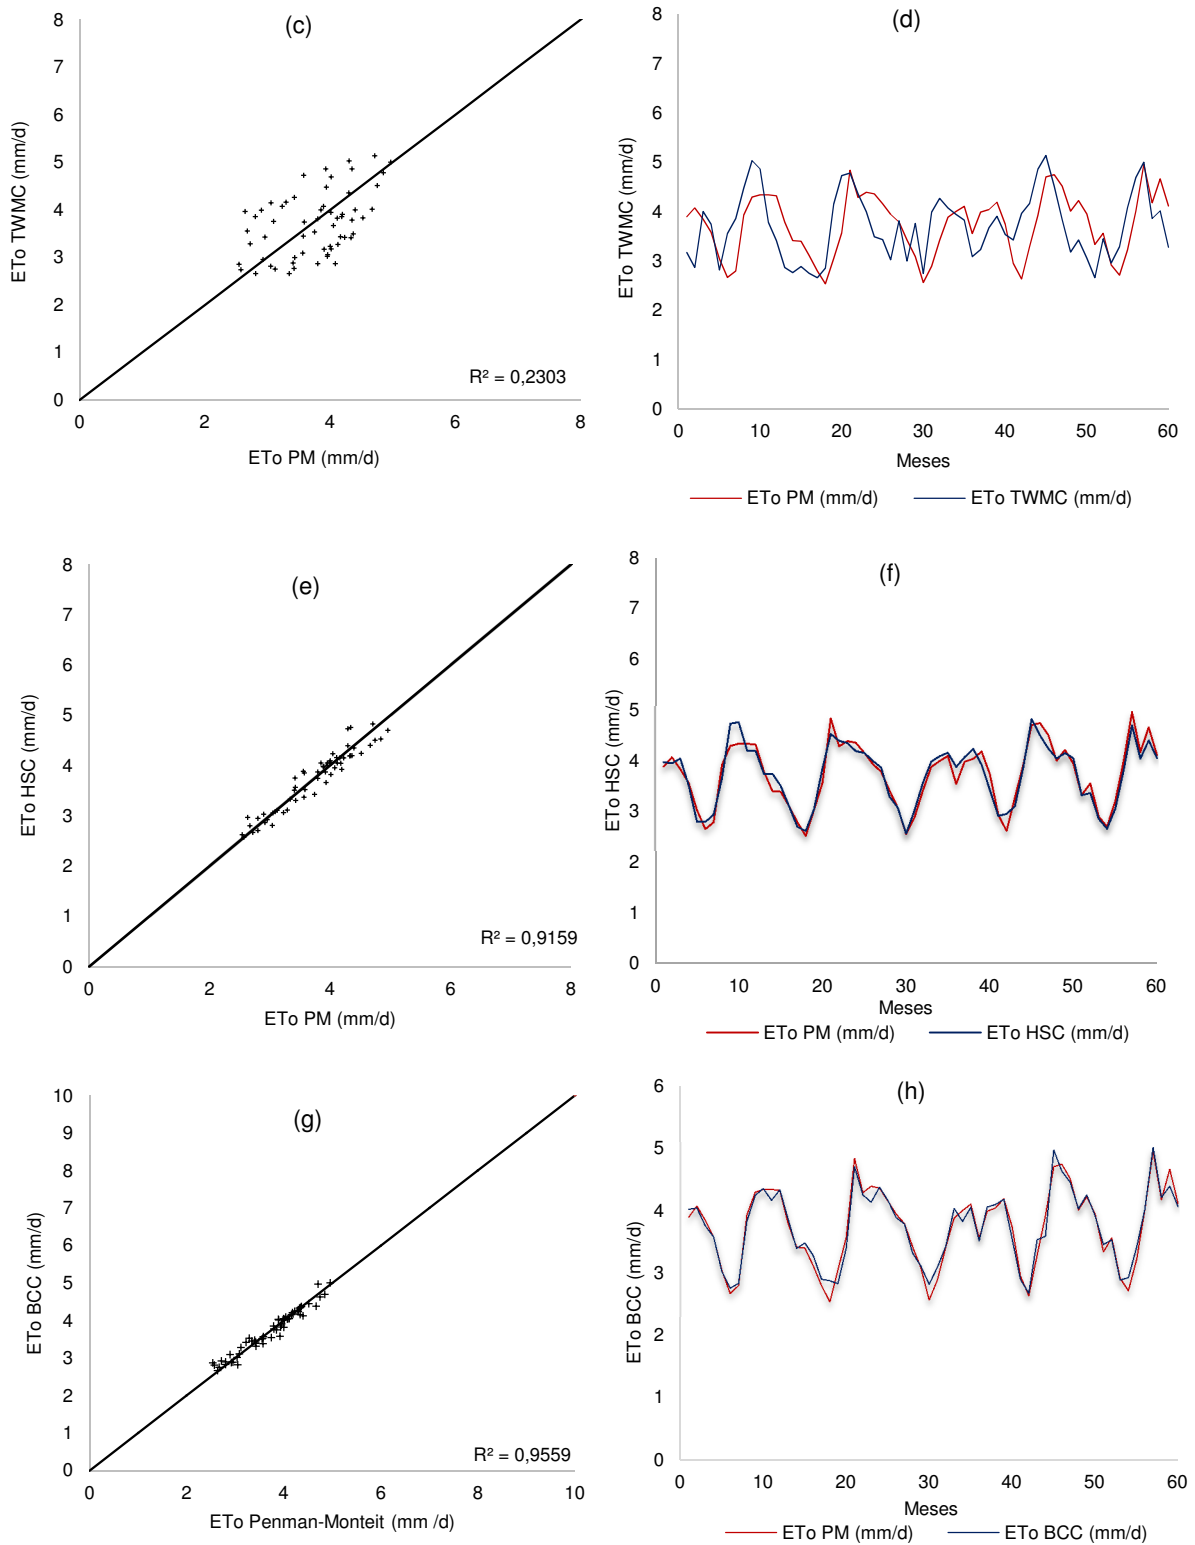 (c)
8
7
6
5
4
3
2
1
0
ETo TWMC (mm/d)
R² = 0,2303
0 2 4 6 8
ETo PM (mm/d)
(d)
8
7
6
5
4
3
2
1
0
ETo TWMC (mm/d)
0 10 20 30 40 50 60
Meses
ETo PM (mm/d) ETo TWMC (mm/d)
(e)
8
7
6
5
4
3
2
1
0
ETo HSC (mm/d)
R² = 0,9159
0 2 4 6 8
ETo PM (mm/d)
(f)
8
7
6
5
4
3
2
1
0
ETo HSC (mm/d)
0 10 20 30 40 50 60
Meses
ETo PM (mm/d) ETo HSC (mm/d)
(g)
10
9
8
7
6
5
4
3
2
1
0
ETo BCC (mm/d)
R² = 0,9559
0 2 4 6 8 10
ETo Penman-Monteit (mm /d)
(h)
6
5
4
3
2
1
0
ETo BCC (mm/d)
0 10 20 30 40 50 60
Meses
ETo PM (mm/d) ETo BCC (mm/d)